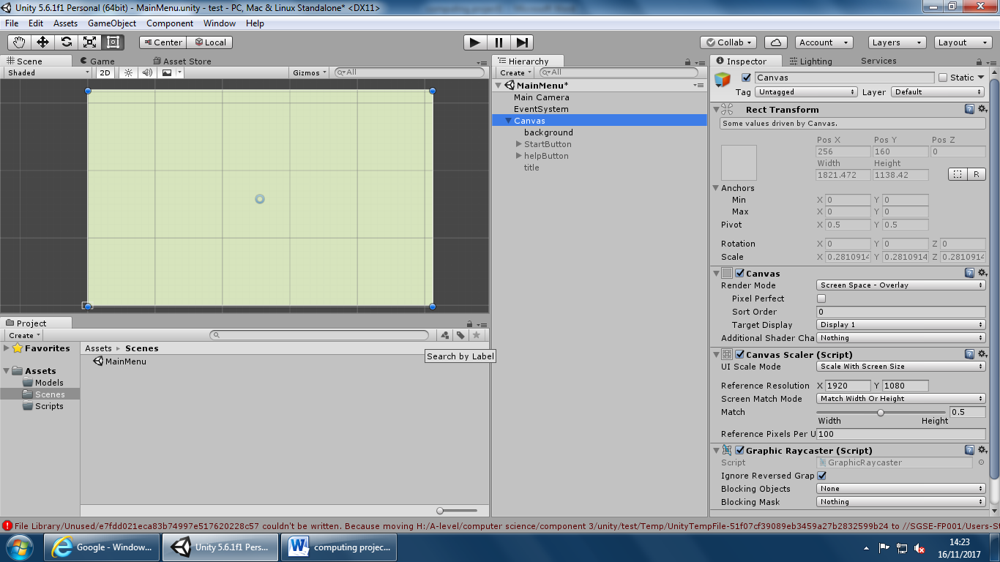 Unity 5.6.1f1 Personal (64bit) - MainMenu.unity - test - PC, Mac & Linux Standalone* <DX11>
File Edit Assets GameObject Component Window Help
Center Local Collab Account Layers Layout
Scene Game Asset Store
Shaded 2D Gizmos All
Hierarchy
Create All
MainMenu*
Main Camera
EventSystem
Canvas
background
StartButton
helpButton
title
Inspector Lighting Services
Canvas Static
Tag Untagged Layer Default
Rect Transform
Some values driven by Canvas.
Pos X Pos Y Pos Z
256 160 0
Width Height
1821.472 1138.42 R
Anchors
Min X 0 Y 0
Max X 0 Y 0
Pivot X 0.5 Y 0.5
Rotation X 0 Y 0 Z 0
Scale X 0.2810914 Y 0.2810914 Z 0.2810914
Canvas
Render Mode Screen Space - Overlay
Pixel Perfect
Sort Order 0
Target Display Display 1
Additional Shader Cha Nothing
Canvas Scaler (Script)
UI Scale Mode Scale With Screen Size
Reference Resolution X 1920 Y 1080
Screen Match Mode Match Width Or Height
Match 0.5
Width Height
Reference Pixels Per U 100
Graphic Raycaster (Script)
Script GraphicRaycaster
Ignore Reversed Grap
Blocking Objects None
Blocking Mask Nothing
Project
Create
Favorites
Assets
Models
Scenes
Scripts
Assets Scenes
MainMenu
Search by Label
File Library/Unused/e7fdd021eca83b74997e517620228c57 couldn't be written. Because moving H:/A-level/computer science/component 3/unity/test/Temp/UnityTempFile-51f07cf39089eb3459a27b2832599b24 to //SGSE-FP001/Users-St
Google - Window... Unity 5.6.1f1 Pers... computing projec...
14:23
16/11/2017